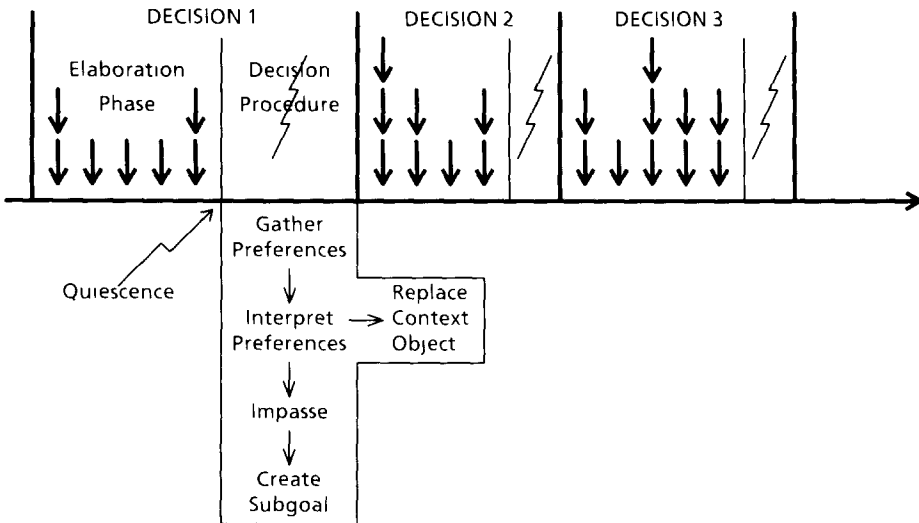 DECISION 1
DECISION 2
DECISION 3
Elaboration
Phase
Decision
Procedure
Quiescence
Gather
Preferences
Interpret
Preferences
Replace
Context
Object
Impasse
Create
Subgoal